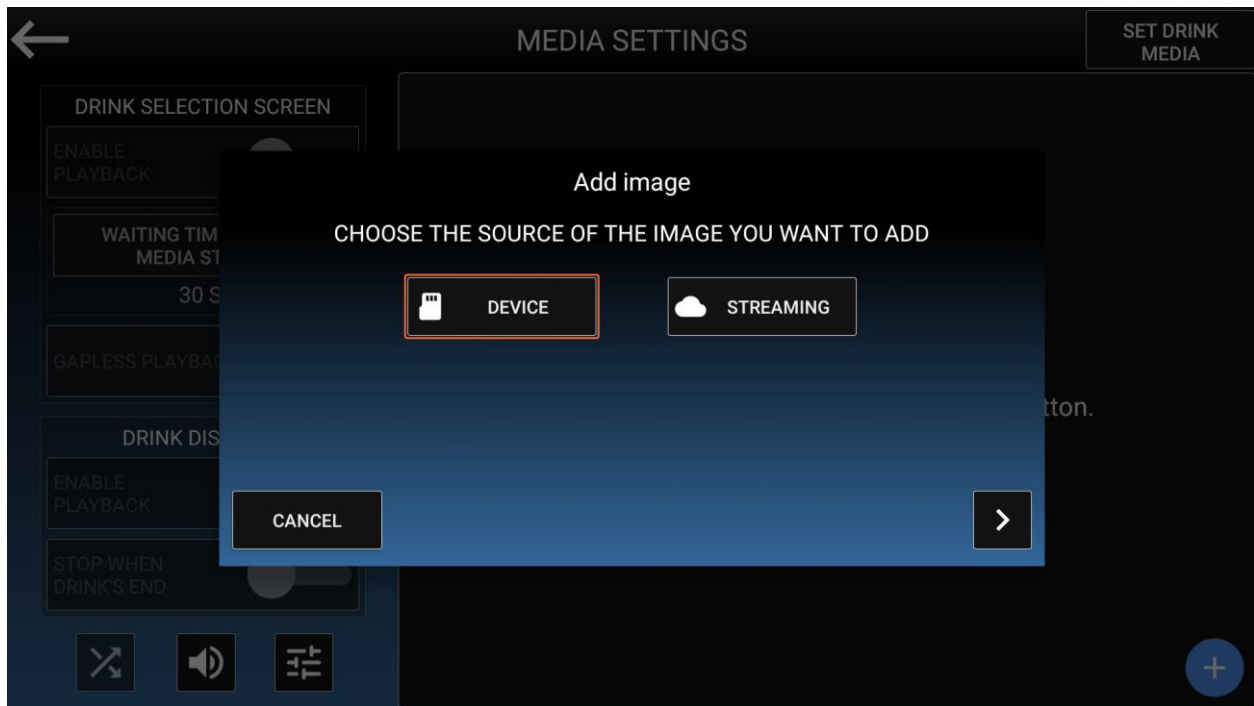 MEDIA SETTINGS
SET DRINK
MEDIA
DRINK SELECTION SCREEN
ENABLE
PLAYBACK
WAITING TIM
MEDIA ST
30 S
GAPLESS PLAYBAC
DRINK DIS
ENABLE
PLAYBACK
STOP WHEN
DRINK'S END
Add image
CHOOSE THE SOURCE OF THE IMAGE YOU WANT TO ADD
DEVICE
STREAMING
CANCEL
tton.